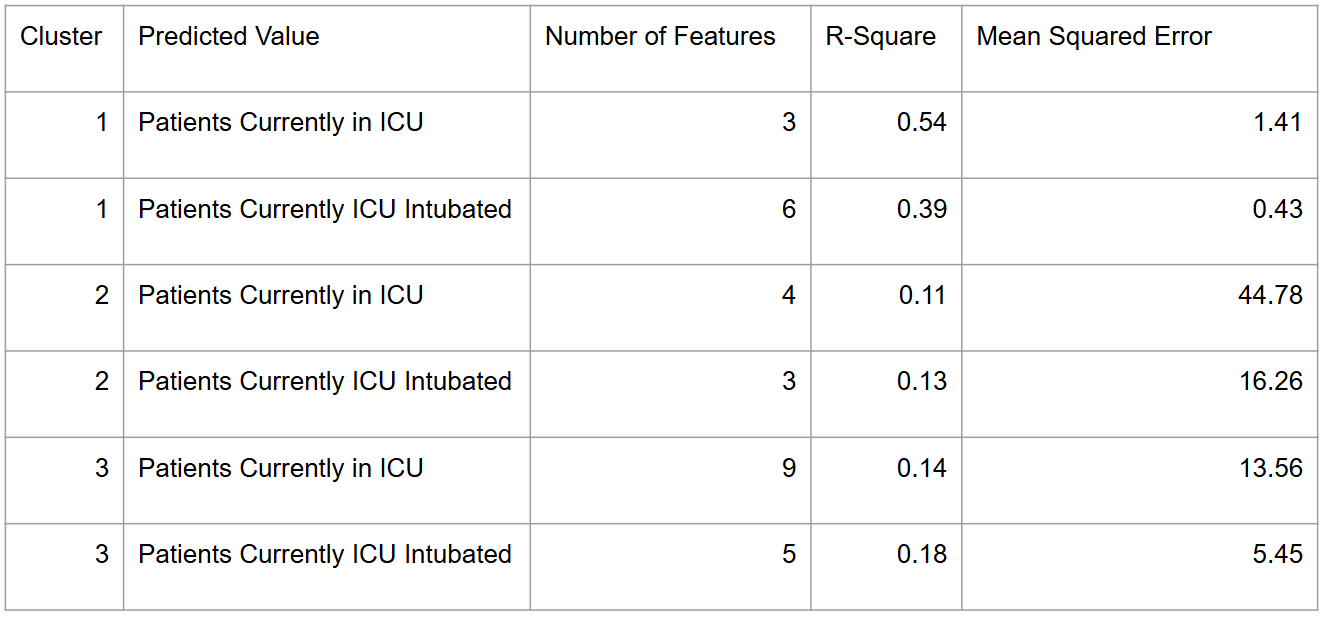 Cluster Predicted Value Number of Features R-Square Mean Squared Error
1 Patients Currently in ICU 3 0.54 1.41
1 Patients Currently ICU Intubated 6 0.39 0.43
2 Patients Currently in ICU 4 0.11 44.78
2 Patients Currently ICU Intubated 3 0.13 16.26
3 Patients Currently in ICU 9 0.14 13.56
3 Patients Currently ICU Intubated 5 0.18 5.45